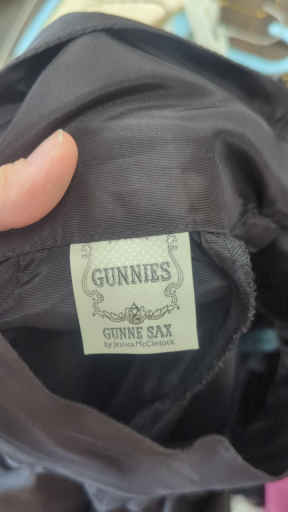 GUNNIES
GUNNE SAX
by Jessica McClintock